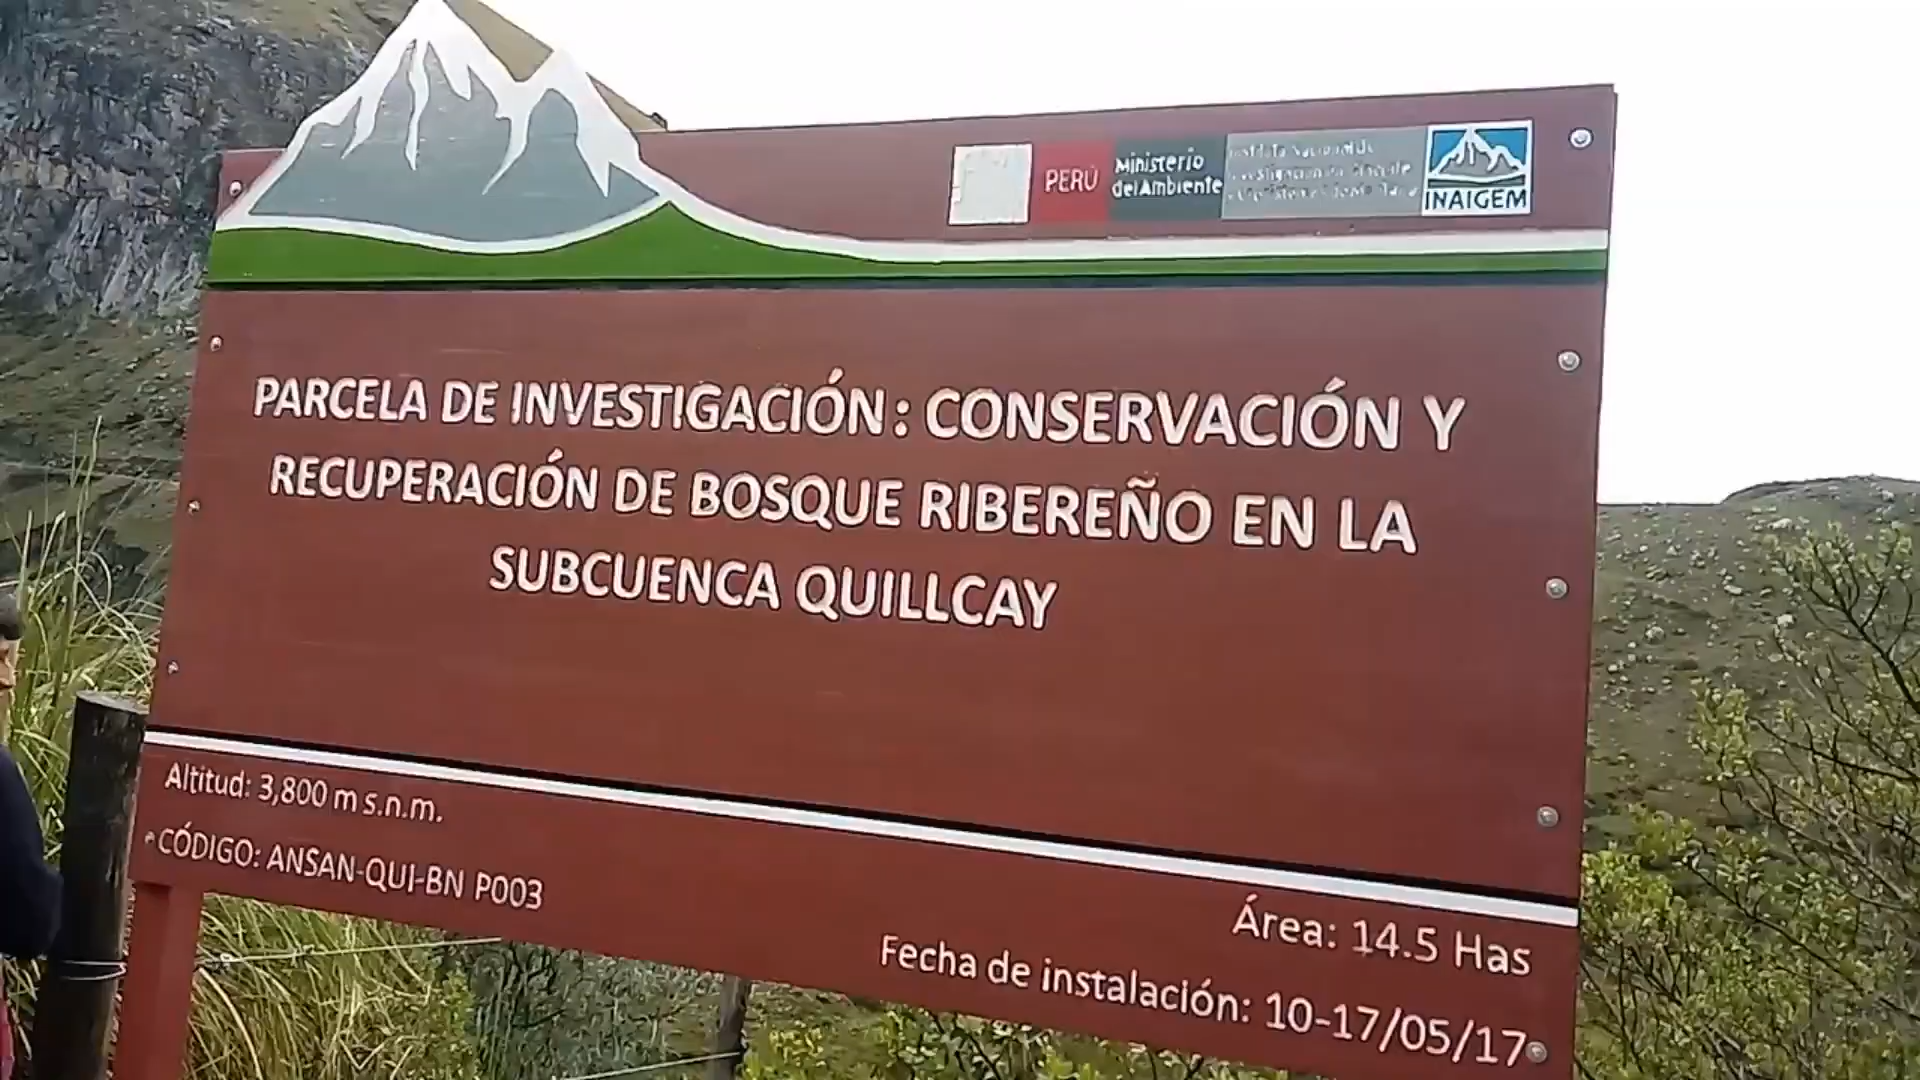 PERÚ
Ministerio
del Ambiente
INAIGEM
PARCELA DE INVESTIGACIÓN: CONSERVACIÓN Y
RECUPERACIÓN DE BOSQUE RIBEREÑO EN LA
SUBCUENCA QUILLCAY
Altitud: 3,800 m s.n.m.
CÓDIGO: ANSAN-QUI-BN P003
Área: 14.5 Has
Fecha de instalación: 10-17/05/17